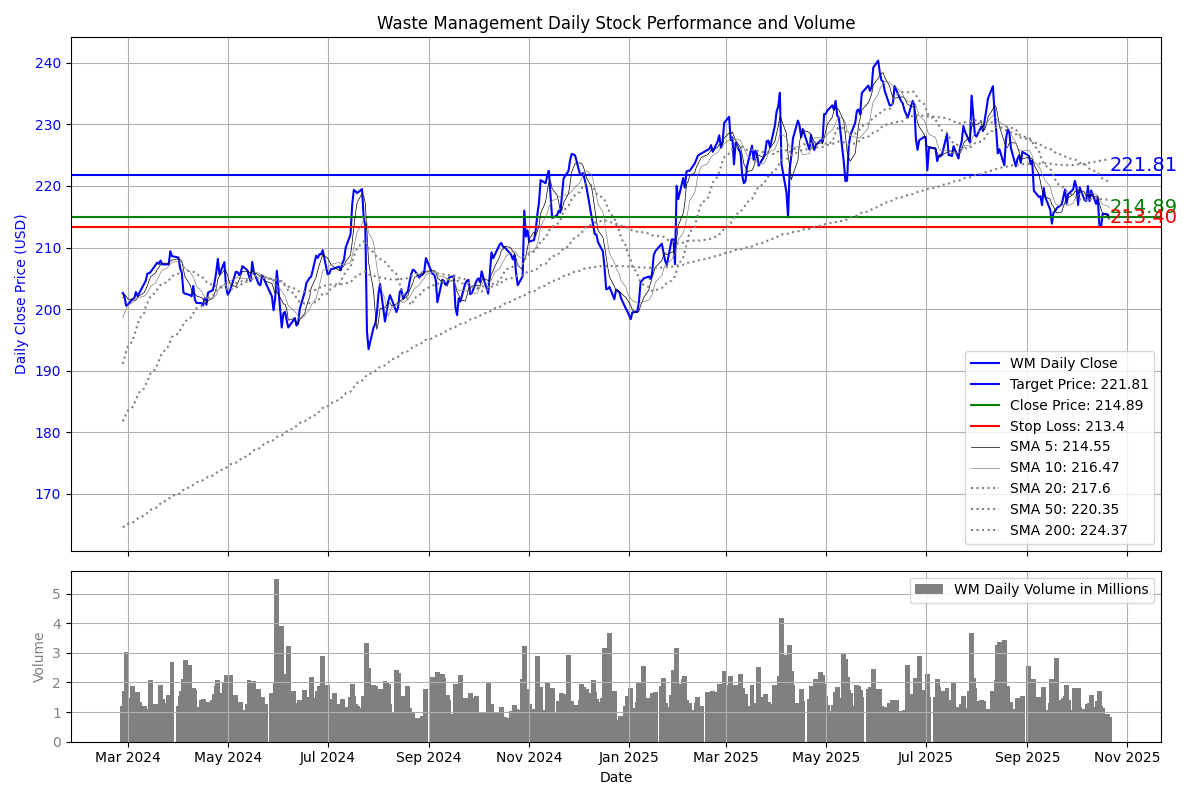 Waste Management Daily Stock Performance and Volume
Daily Close Price (USD)
240
230
220
210
200
190
180
170
221.81
214.89
213.40
WM Daily Close
Target Price: 221.81
Close Price: 214.89
Stop Loss: 213.4
SMA 5: 214.55
SMA 10: 216.47
SMA 20: 217.6
SMA 50: 220.35
SMA 200: 224.37
Volume
5
4
3
2
1
0
WM Daily Volume in Millions
Mar 2024 May 2024 Jul 2024 Sep 2024 Nov 2024 Jan 2025 Mar 2025 May 2025 Jul 2025 Sep 2025 Nov 2025
Date